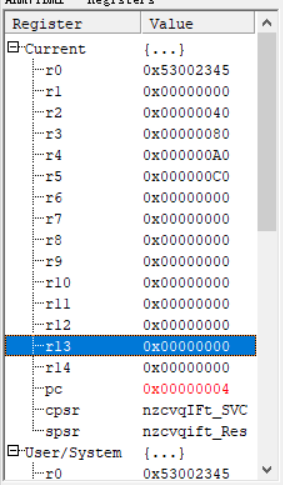 Registers
Register Value
Current {...}
r0 0x53002345
r1 0x00000000
r2 0x00000040
r3 0x00000080
r4 0x000000A0
r5 0x000000C0
r6 0x00000000
r7 0x00000000
r8 0x00000000
r9 0x00000000
r10 0x00000000
r11 0x00000000
r12 0x00000000
r13 0x00000000
r14 0x00000000
pc 0x00000004
cpsr nzcvqIFt_SVC
spsr nzcvqift_Res
User/System {...}
r0 0x53002345